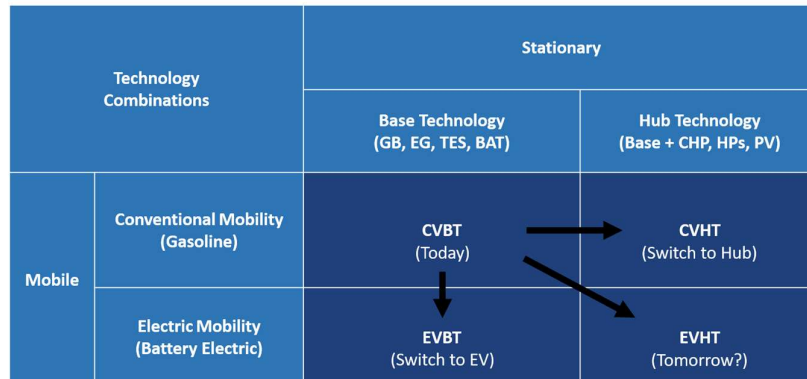 Technology
Combinations
Stationary
Base Technology
(GB, EG, TES, BAT)
Hub Technology
(Base + CHP, HPs, PV)
Mobile
Conventional Mobility
(Gasoline)
CVBT
(Today)
CVHT
(Switch to Hub)
Electric Mobility
(Battery Electric)
EVBT
(Switch to EV)
EVHT
(Tomorrow?)